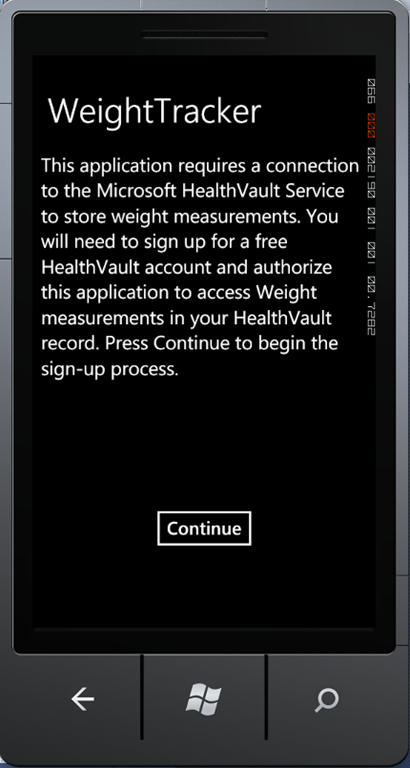 WeightTracker
This application requires a connection
to the Microsoft HealthVault Service
to store weight measurements. You
will need to sign up for a free
HealthVault account and authorize
this application to access Weight
measurements in your HealthVault
record. Press Continue to begin the
sign-up process.
Continue
066 000 002190 001 001 00.7282